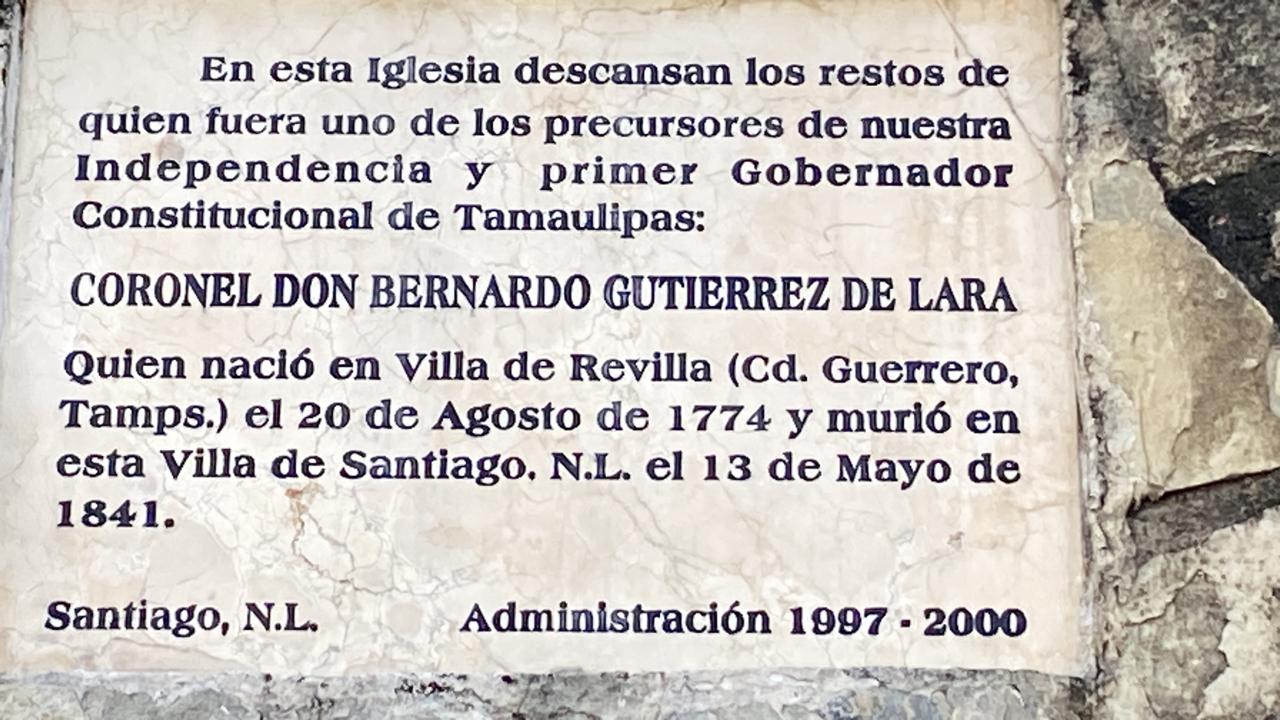 En esta Iglesia descansan los restos de
quien fuera uno de los precursores de nuestra
Independencia y primer Gobernador
Constitucional de Tamaulipas:
CORONEL DON BERNARDO GUTIERREZ DE LARA
Quien nació en Villa de Revilla (Cd. Guerrero,
Tamps.) el 20 de Agosto de 1774 y murió en
esta Villa de Santiago. N.L. el 13 de Mayo de
1841.
Santiago, N.L. Administración 1997 - 2000